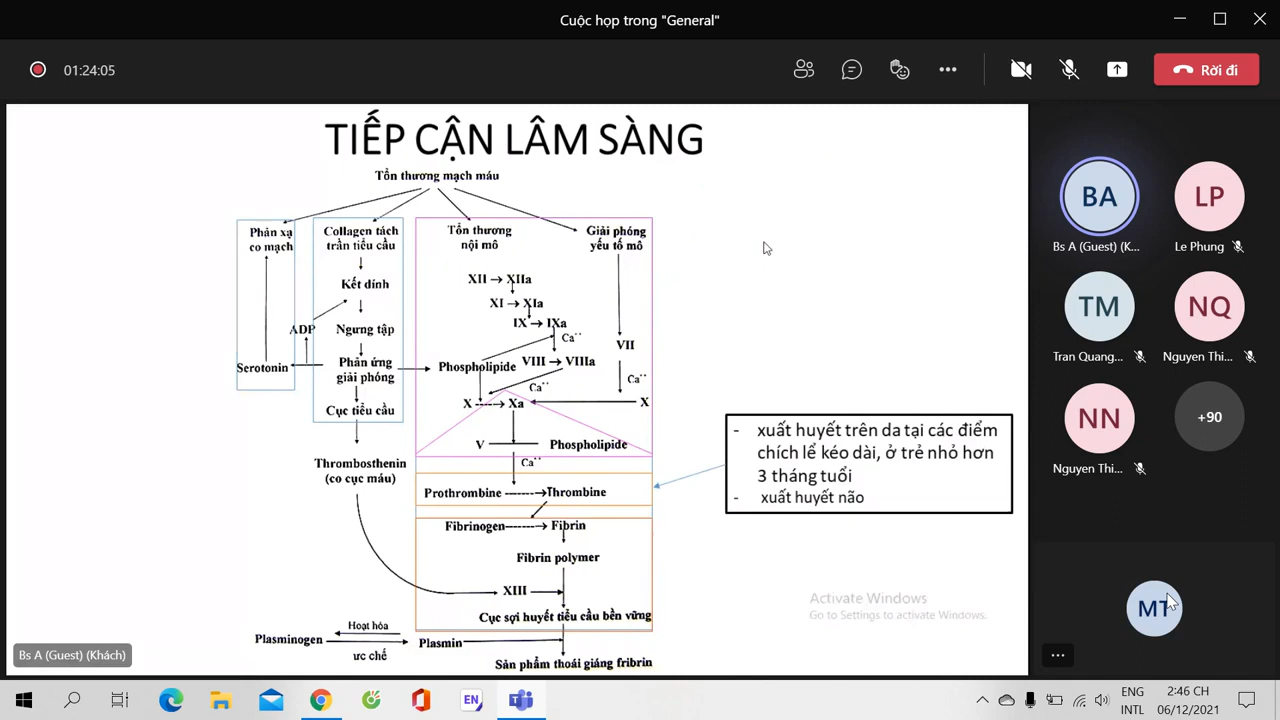 Cuộc họp trong "General"
01:24:05
Rời đi
TIẾP CẬN LÂM SÀNG
Tổn thương mạch máu
Phản xạ
co mạch
Collagen tách
trần tiểu cầu
Tổn thương
nội mô
Giải phóng
yếu tố mô
Kết dính
XII → XIIa
XI → XIa
IX → IXa
Ca⁺⁺
ADP
Ngưng tập
VII
Serotonin
Phản ứng
giải phóng
Phospholipide
VIII → VIIIa
Ca⁺⁺
Ca⁺⁺
Cục tiểu cầu
X ----→ Xa
X
V
Phospholipide
Ca⁺⁺
Thrombosthenin
(co cục máu)
Prothrombine ------→ Thrombine
Fibrinogen ------→ Fibrin
Fibrin polymer
XIII
Cục sợi huyết tiểu cầu bền vững
Hoạt hóa
Plasminogen
Plasmin
ưc chế
Sản phẩm thoái giáng fribrin
- xuất huyết trên da tại các điểm
chích lể kéo dài, ở trẻ nhỏ hơn
3 tháng tuổi
- xuất huyết não
Activate Windows
Go to Settings to activate Windows.
Bs A (Guest) (Khách)
BA
LP
Bs A (Guest) (K...
Le Phung
TM
NQ
Tran Quang...
Nguyen Thi...
NN
+90
Nguyen Thi...
MT
EN
ENG
INTL
2:46 CH
06/12/2021